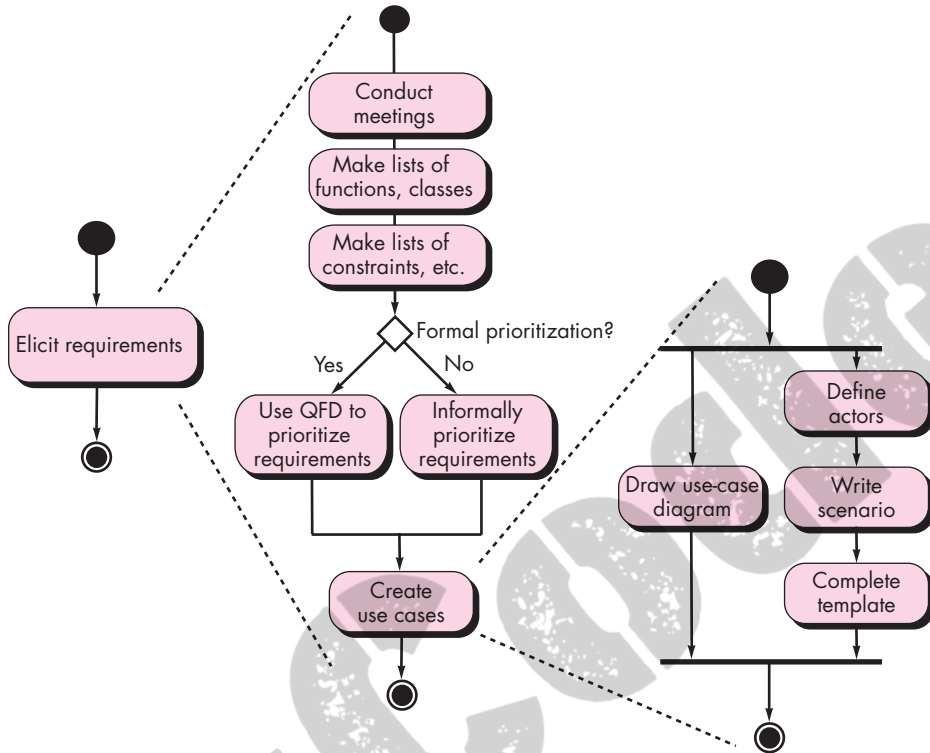 Elicit requirements
Conduct
meetings
Make lists of
functions, classes
Make lists of
constraints, etc.
Formal prioritization?
Yes
No
Use QFD to
prioritize
requirements
Informally
prioritize
requirements
Create
use cases
Draw use-case
diagram
Define
actors
Write
scenario
Complete
template